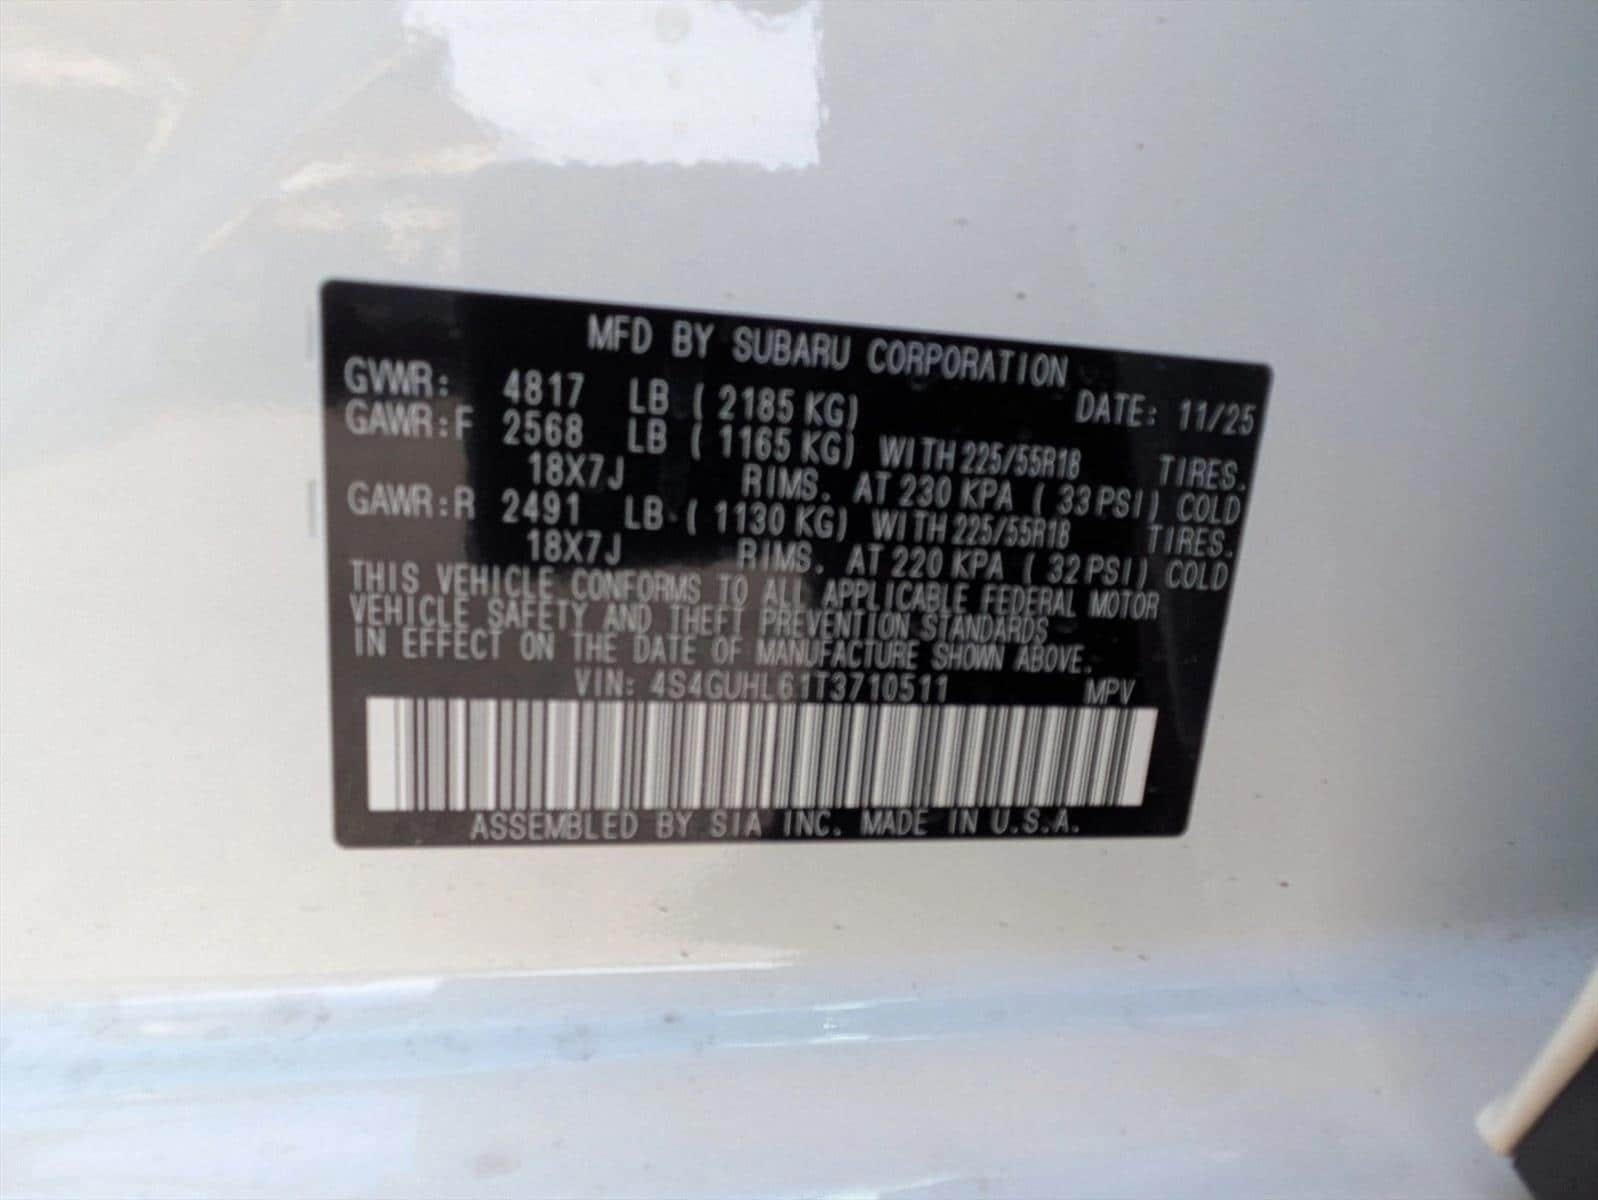 MFD BY SUBARU CORPORATION
GVWR: 4817 LB ( 2185 KG) DATE: 11/25
GAWR:F 2568 LB ( 1165 KG) WITH 225/55R18 TIRES.
18X7J RIMS. AT 230 KPA ( 33 PSI) COLD
GAWR:R 2491 LB ( 1130 KG) WITH 225/55R18 TIRES.
18X7J RIMS. AT 220 KPA ( 32 PSI) COLD
THIS VEHICLE CONFORMS TO ALL APPLICABLE FEDERAL MOTOR
VEHICLE SAFETY AND THEFT PREVENTION STANDARDS
IN EFFECT ON THE DATE OF MANUFACTURE SHOWN ABOVE.
VIN: 4S4GUHL61T3710511 MPV
ASSEMBLED BY SIA INC. MADE IN U.S.A.